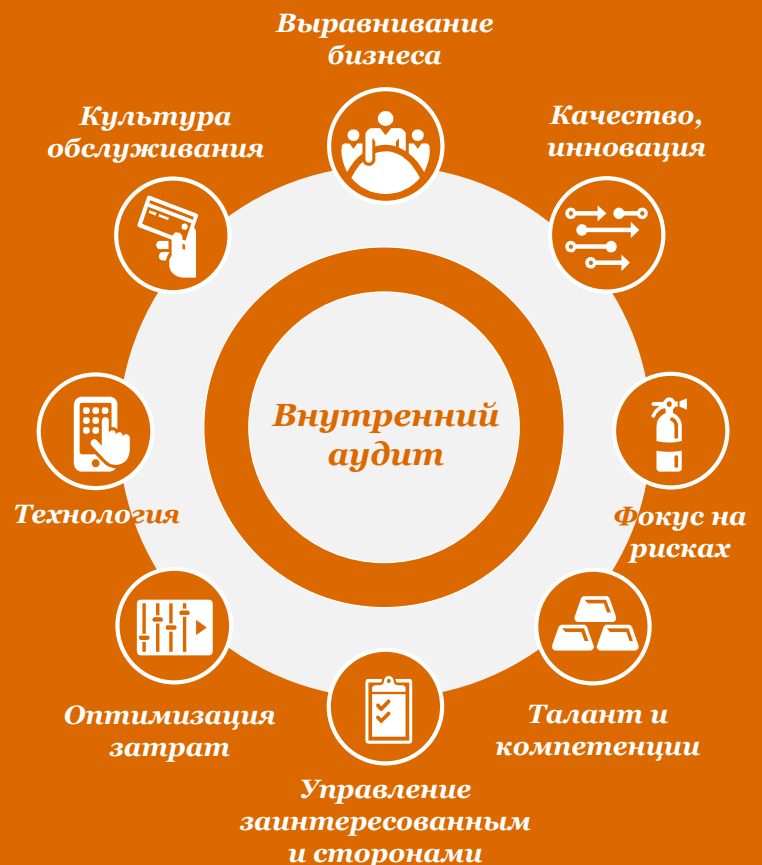 Выравнивание
бизнеса
Культура
обслуживания
Качество,
инновация
Внутренний
аудит
Технология
Фокус на
рисках
Оптимизация
затрат
Талант и
компетенции
Управление
заинтересованным
и сторонами